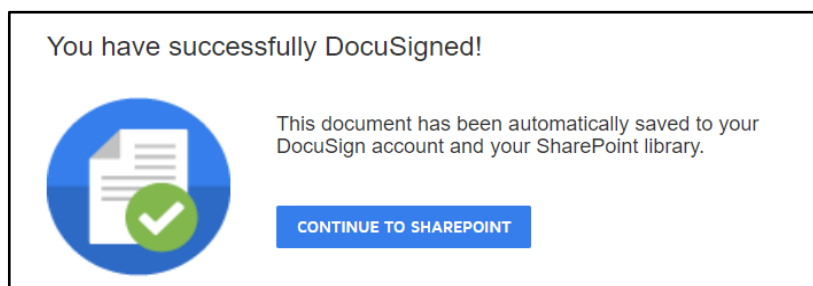 You have successfully DocuSigned!
This document has been automatically saved to your
DocuSign account and your SharePoint library.
CONTINUE TO SHAREPOINT